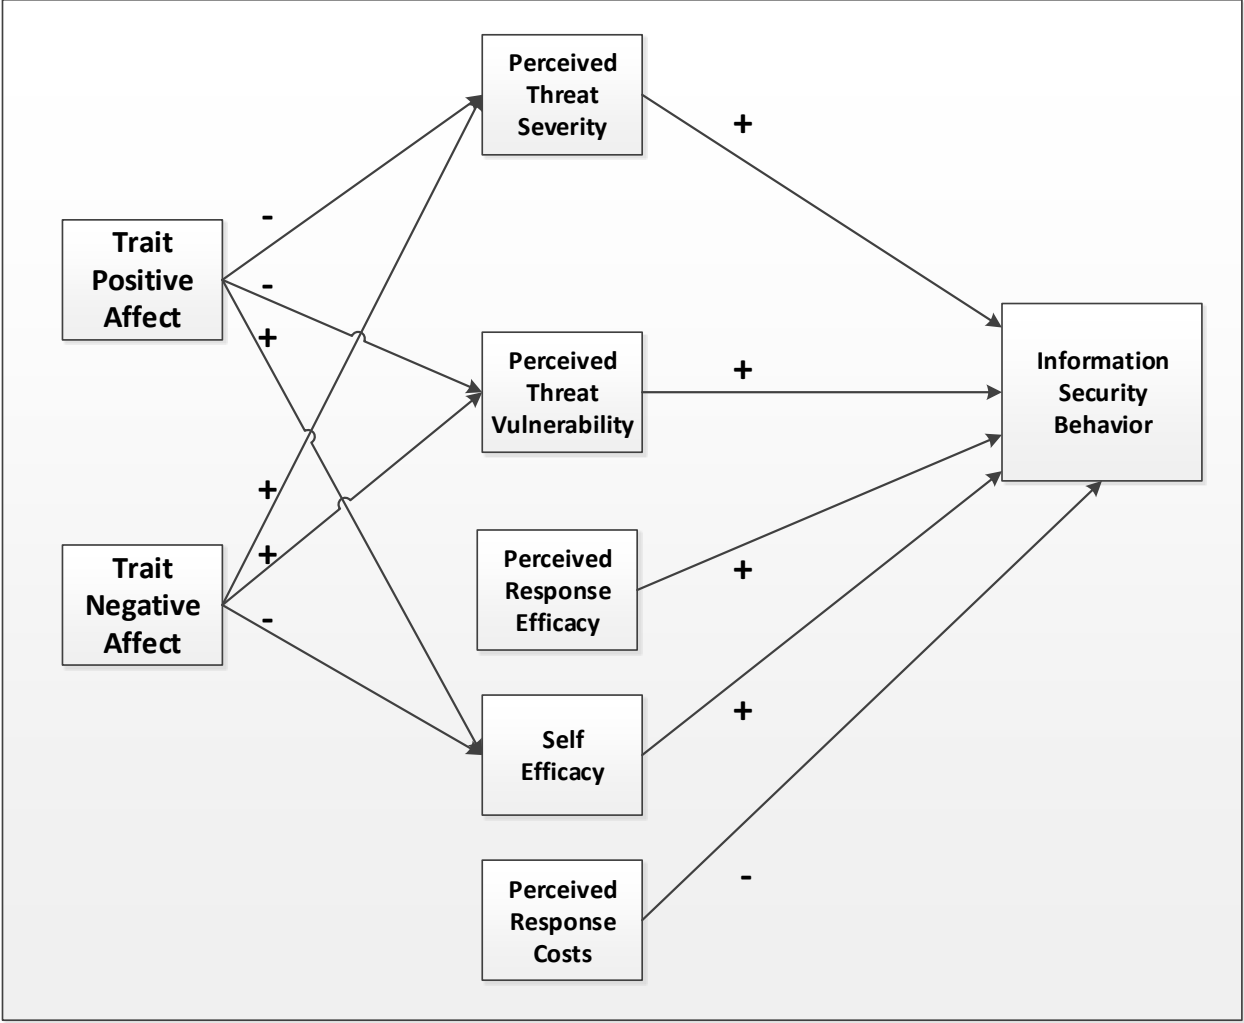 Perceived
Threat
Severity
+
-
Trait
Positive
Affect
-
+
Perceived
Threat
Vulnerability
+
Information
Security
Behavior
+
+
-
Trait
Negative
Affect
Perceived
Response
Efficacy
+
Self
Efficacy
+
Perceived
Response
Costs
-